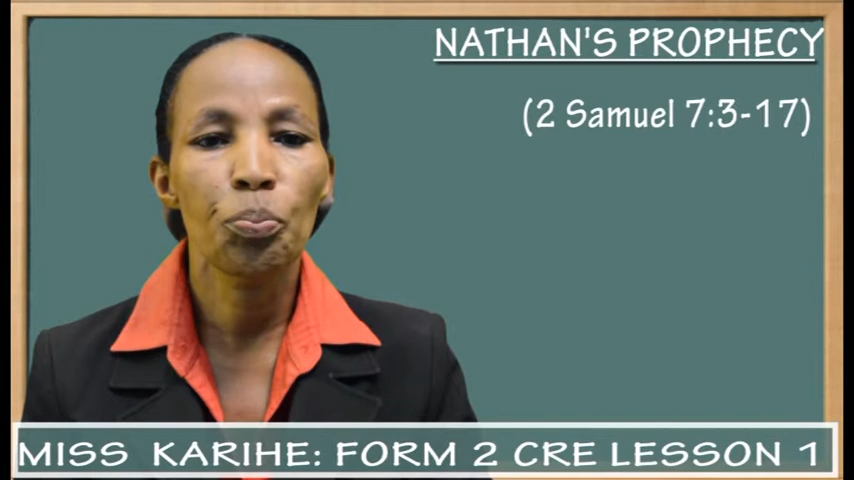 NATHAN'S PROPHECY
(2 Samuel 7:3-17)
MISS KARIHE: FORM 2 CRE LESSON 1